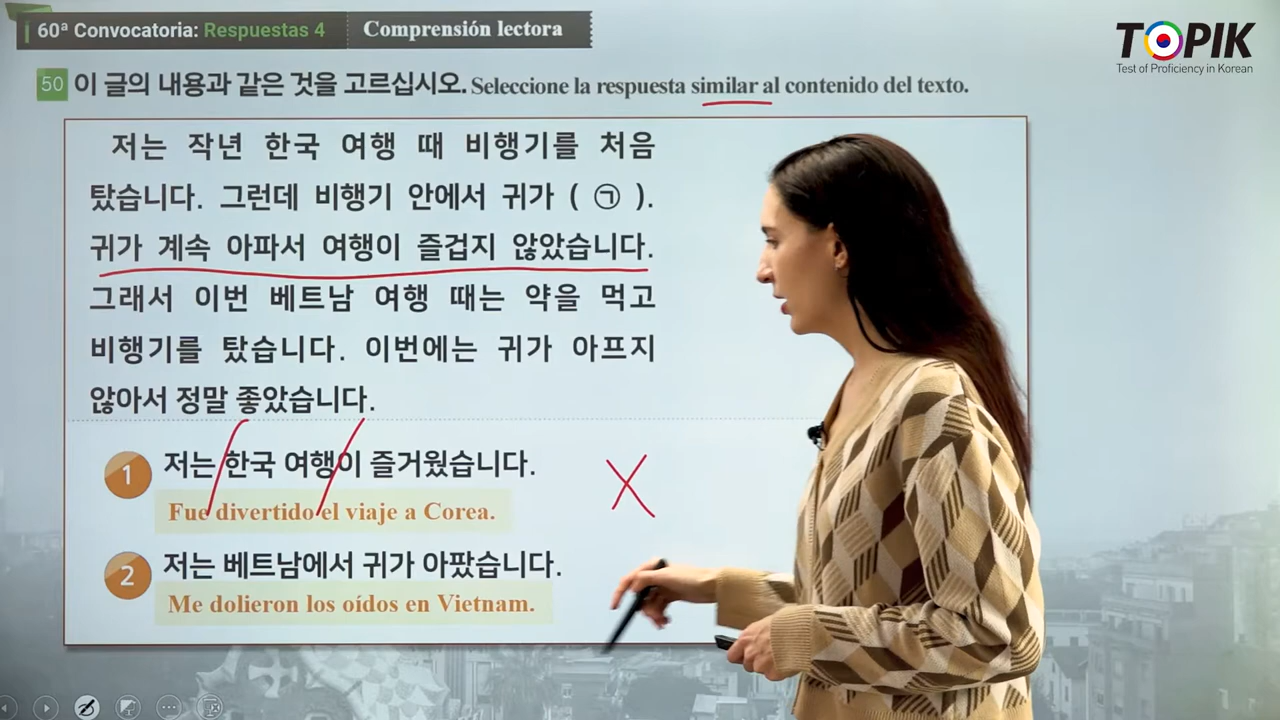 60ª Convocatoria: Respuestas 4 Comprensión lectora
TOPIK
Test of Proficiency in Korean
50 이 글의 내용과 같은 것을 고르십시오. Seleccione la respuesta similar al contenido del texto.
저는 작년 한국 여행 때 비행기를 처음
탔습니다. 그런데 비행기 안에서 귀가 ( ㉠ ).
귀가 계속 아파서 여행이 즐겁지 않았습니다.
그래서 이번 베트남 여행 때는 약을 먹고
비행기를 탔습니다. 이번에는 귀가 아프지
않아서 정말 좋았습니다.
1 저는 한국 여행이 즐거웠습니다.
Fue divertido el viaje a Corea.
2 저는 베트남에서 귀가 아팠습니다.
Me dolieron los oídos en Vietnam.